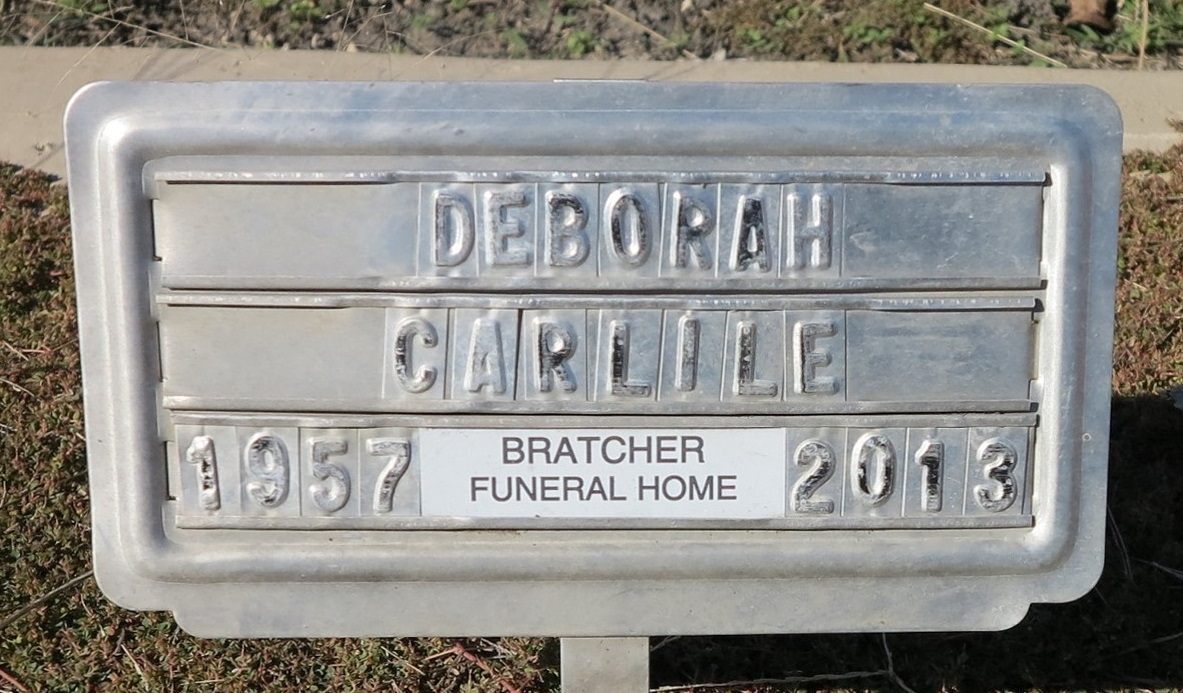 DEBORAH
CARLILE
1957 BRATCHER FUNERAL HOME 2013